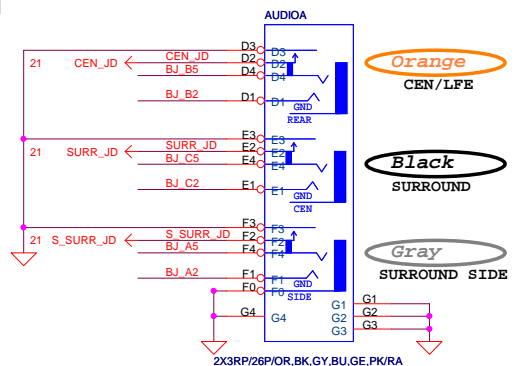 AUDIOA
D3 D3
21 CEN_JD CEN_JD D2 D2
BJ_B5 D4 D4
Orange
CEN/LFE
BJ_B2 D1 D1
GND
REAR
E3 E3
21 SURR_JD SURR_JD E2 E2
BJ_C5 E4 E4
Black
SURROUND
BJ_C2 E1 E1
GND
CEN
F3 F3
21 S_SURR_JD S_SURR_JD F2 F2
BJ_A5 F4 F4
Gray
SURROUND SIDE
BJ_A2 F1 F1
GND
F0 F0
SIDE
G1 G1
G4 G4
G2 G2
G3 G3
2X3RP/26P/OR,BK,GY,BU,GE,PK/RA